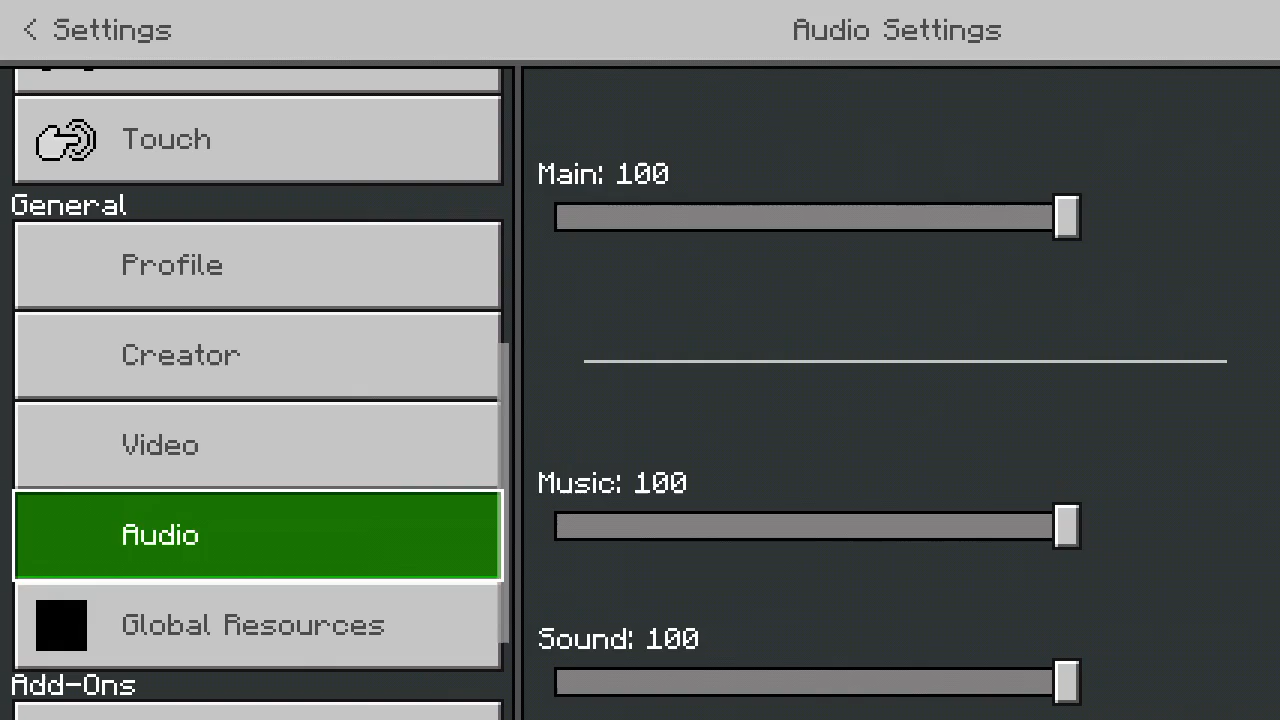 Settings
Audio Settings
Touch
General
Profile
Creator
Video
Audio
Global Resources
Add-Ons
Main: 100
Music: 100
Sound: 100